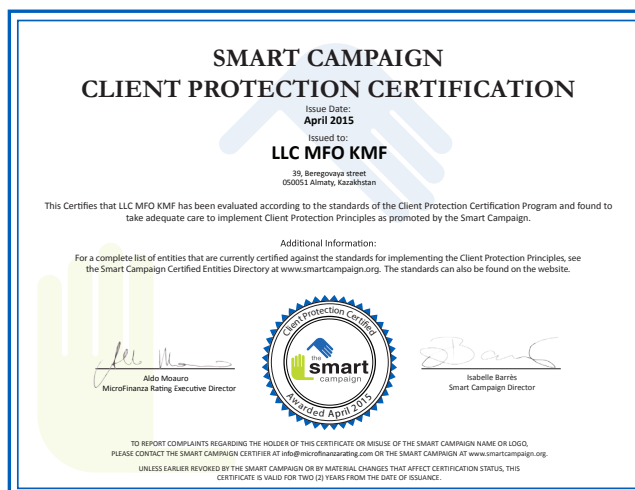 SMART CAMPAIGN
CLIENT PROTECTION CERTIFICATION
Issue Date:
April 2015
Issued to:
LLC MFO KMF
39, Beregovaya street
050051 Almaty, Kazakhstan
This Certifies that LLC MFO KMF has been evaluated according to the standards of the Client Protection Certification Program and found to
take adequate care to implement Client Protection Principles as promoted by the Smart Campaign.
Additional Information:
For a complete list of entities that are currently certified against the standards for implementing the Client Protection Principles, see
the Smart Campaign Certified Entities Directory at www.smartcampaign.org. The standards can also be found on the website.
Client Protection Certified
the
smart
campaign
Awarded April 2015
Aldo Moauro
MicroFinanza Rating Executive Director
Isabelle Barrès
Smart Campaign Director
TO REPORT COMPLAINTS REGARDING THE HOLDER OF THIS CERTIFICATE OR MISUSE OF THE SMART CAMPAIGN NAME OR LOGO,
PLEASE CONTACT THE SMART CAMPAIGN CERTIFIER AT info@microfinanzarating.com OR THE SMART CAMPAIGN AT www.smartcampaign.org.
UNLESS EARLIER REVOKED BY THE SMART CAMPAIGN OR BY MATERIAL CHANGES THAT AFFECT CERTIFICATION STATUS, THIS
CERTIFICATE IS VALID FOR TWO (2) YEARS FROM THE DATE OF ISSUANCE.